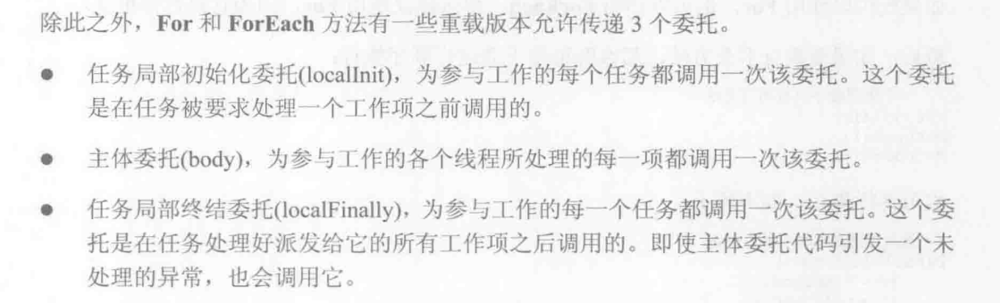 除此之外，For 和 ForEach 方法有一些重载版本允许传递 3 个委托。
● 任务局部初始化委托(localInit)，为参与工作的每个任务都调用一次该委托。这个委托
是在任务被要求处理一个工作项之前调用的。
● 主体委托(body)，为参与工作的各个线程所处理的每一项都调用一次该委托。
● 任务局部终结委托(localFinally)，为参与工作的每一个任务都调用一次该委托。这个委
托是在任务处理好派发给它的所有工作项之后调用的。即使主体委托代码引发一个未
处理的异常，也会调用它。